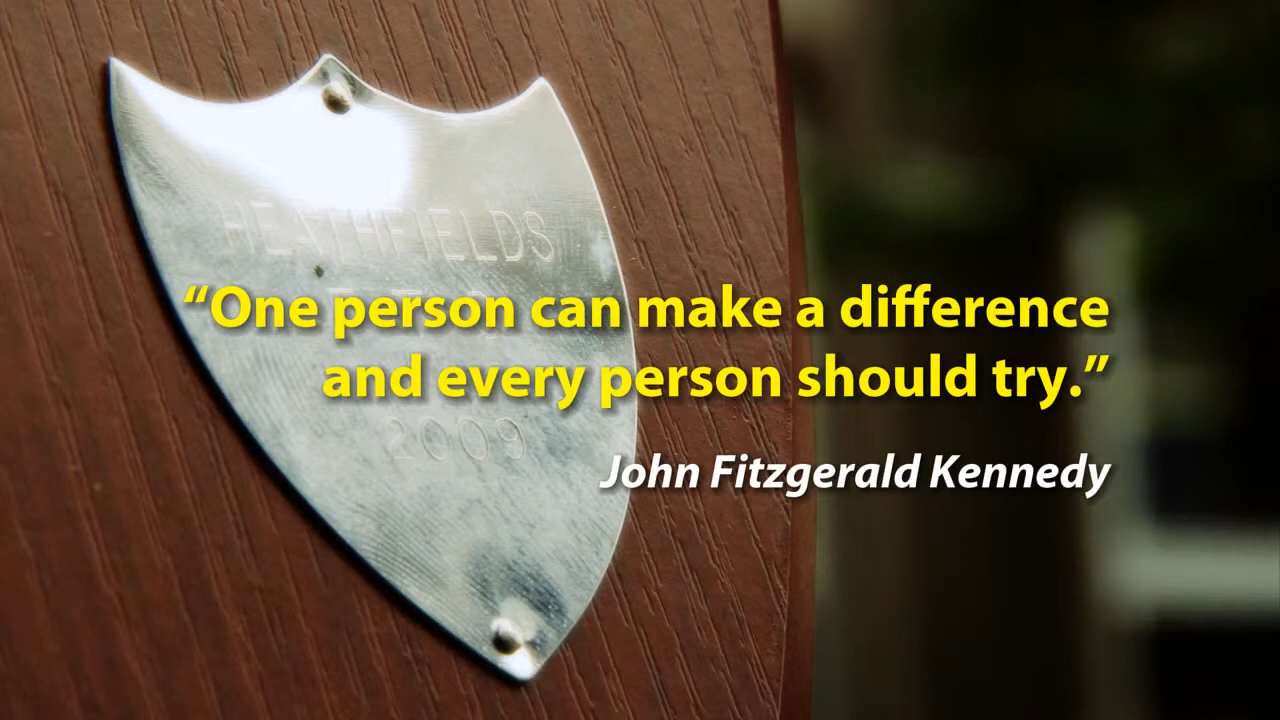 HEATHFIELDS
“One person can make a difference
and every person should try.”
2009
John Fitzgerald Kennedy